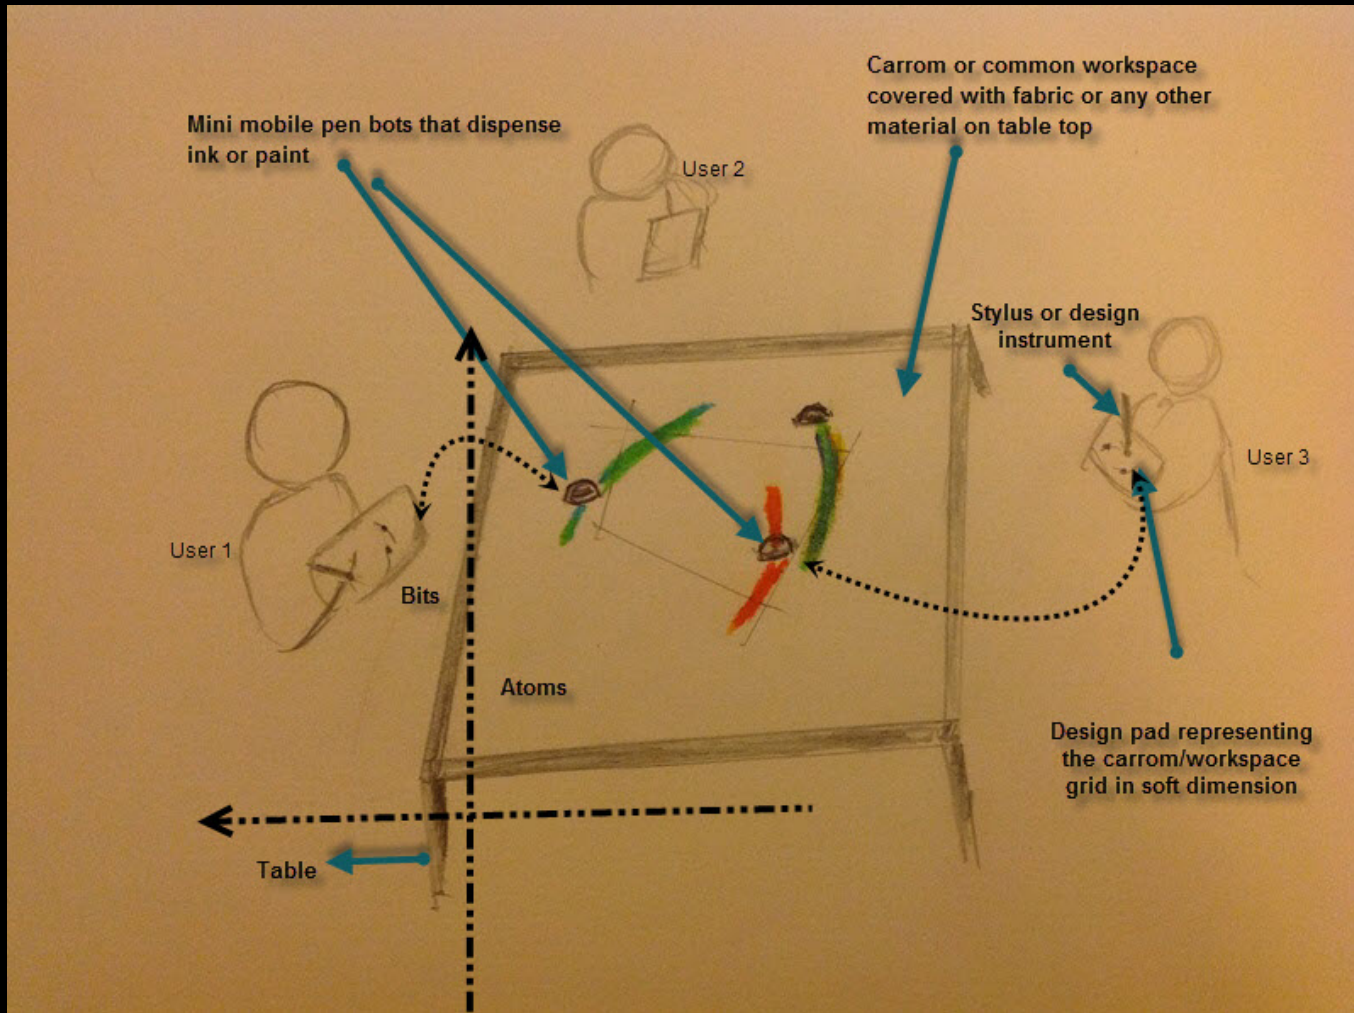 Carrom or common workspace
covered with fabric or any other
material on table top
Mini mobile pen bots that dispense
ink or paint
User 2
Stylus or design
instrument
User 3
User 1
Bits
Atoms
Design pad representing
the carrom/workspace
grid in soft dimension
Table